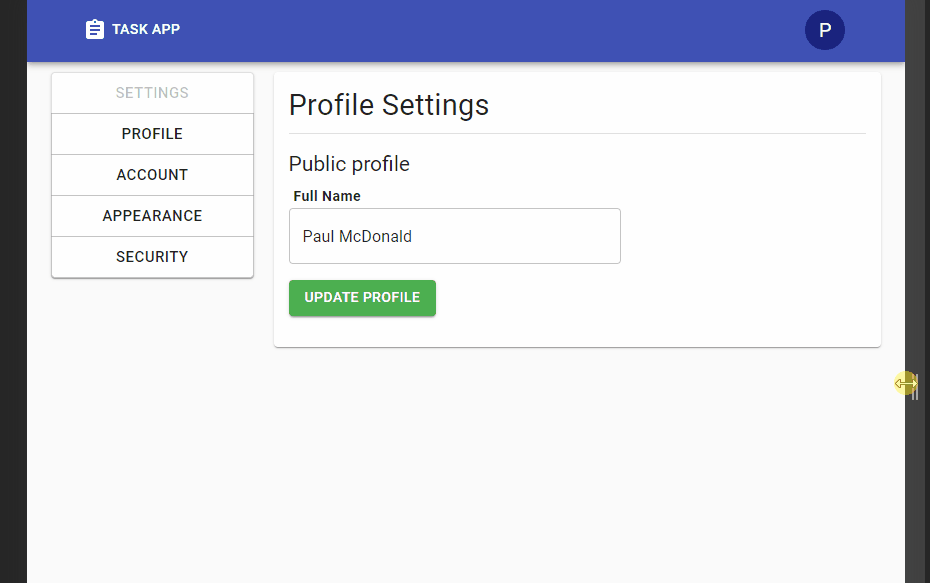 TASK APP
P
SETTINGS
PROFILE
ACCOUNT
APPEARANCE
SECURITY
Profile Settings
Public profile
Full Name
Paul McDonald
UPDATE PROFILE